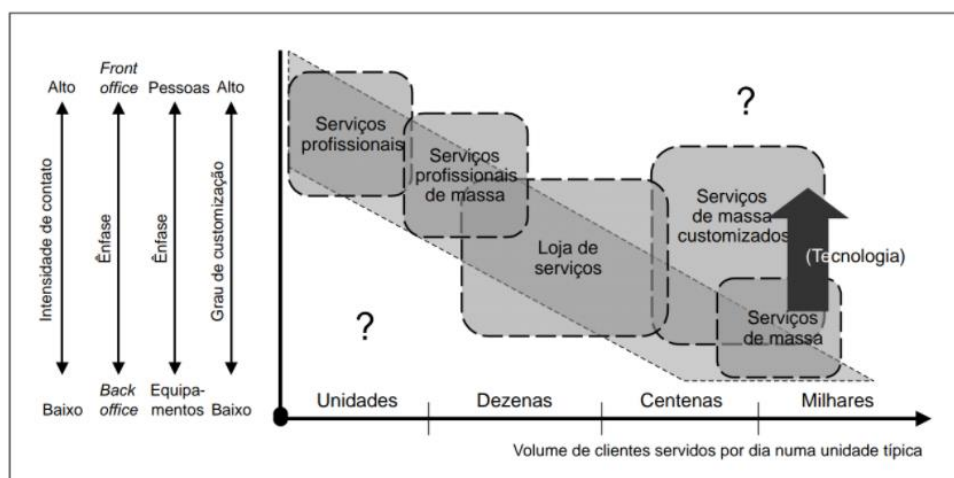 Alto
Front
office
Pessoas
Alto
Intensidade de contato
Ênfase
Ênfase
Grau de customização
Baixo
Back
office
Equipa-
mentos
Baixo
Serviços
profissionais
Serviços
profissionais
de massa
Loja de
serviços
?
Serviços
de massa
customizados
(Tecnologia)
Serviços
de massa
?
Unidades
Dezenas
Centenas
Milhares
Volume de clientes servidos por dia numa unidade típica